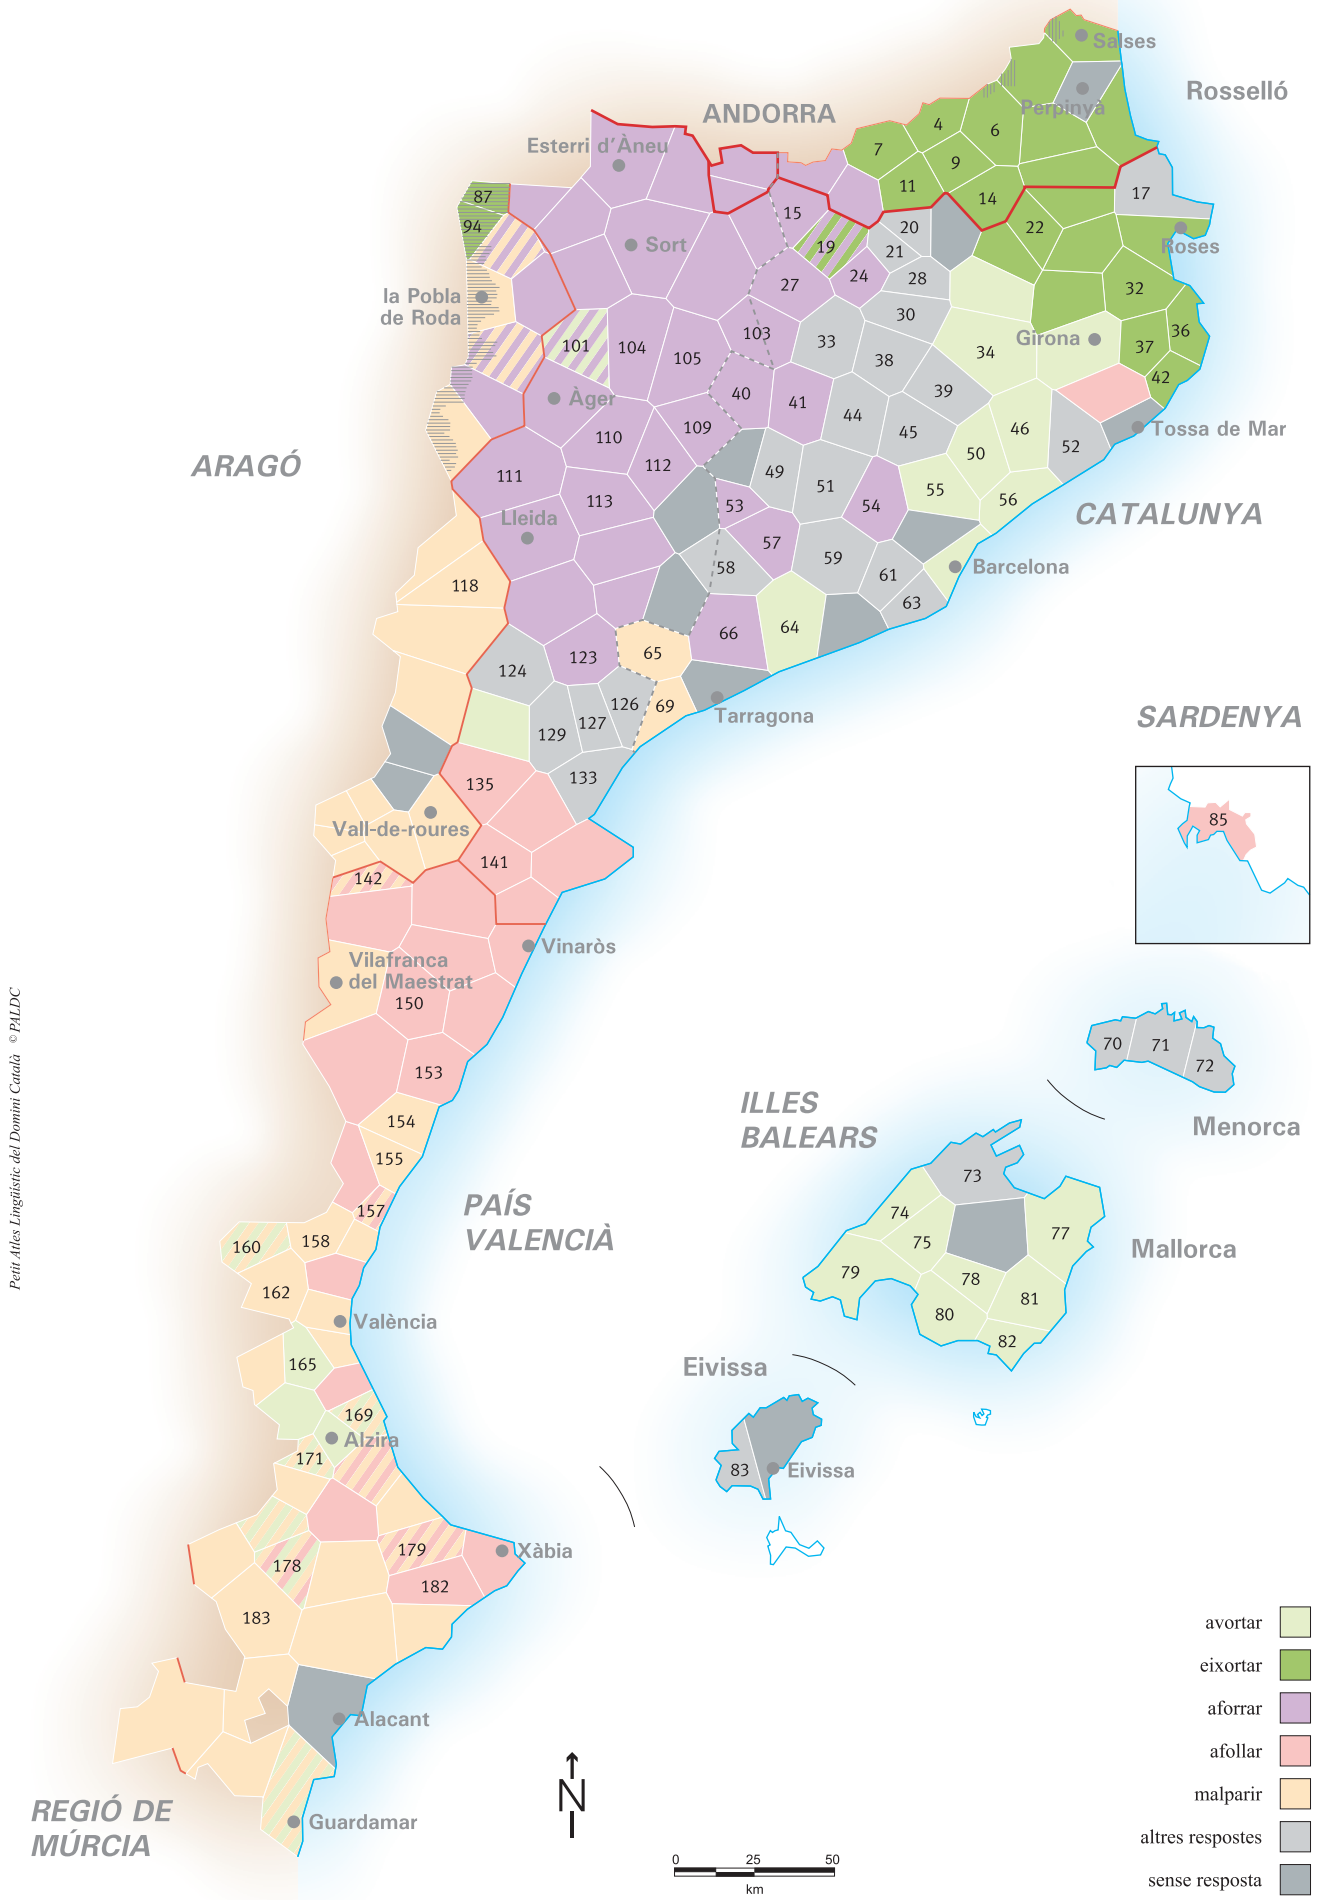 Salses
Rosselló
ANDORRA
Perpinyà
4
6
Esterri d'Àneu
7
9
11
87
14
17
94
15
20
22
19
21
Roses
Sort
24
28
27
32
la Pobla
de Roda
30
36
103
33
Girona
37
101
104
34
105
38
42
Àger
40
39
41
44
109
46
45
Tossa de Mar
110
52
50
ARAGÓ
112
49
111
51
55
113
56
53
54
CATALUNYA
Lleida
57
59
58
Barcelona
61
118
63
66
64
65
123
124
126
69
SARDENYA
Tarragona
127
129
133
135
85
Vall-de-roures
141
142
Vinaròs
Vilafranca
del Maestrat
150
Petit Atles Lingüístic del Domini Català © PALDC
70
71
72
153
ILLES
BALEARS
154
Menorca
155
73
PAÍS
VALENCIÀ
157
74
77
158
75
Mallorca
160
79
78
162
81
80
València
82
165
Eivissa
169
Alzira
171
83
Eivissa
179
Xàbia
178
182
183
avortar
eixortar
aforrar
Alacant
afollar
malparir
N
REGIÓ DE
MÚRCIA
Guardamar
altres respostes
0 25 50
km
sense resposta